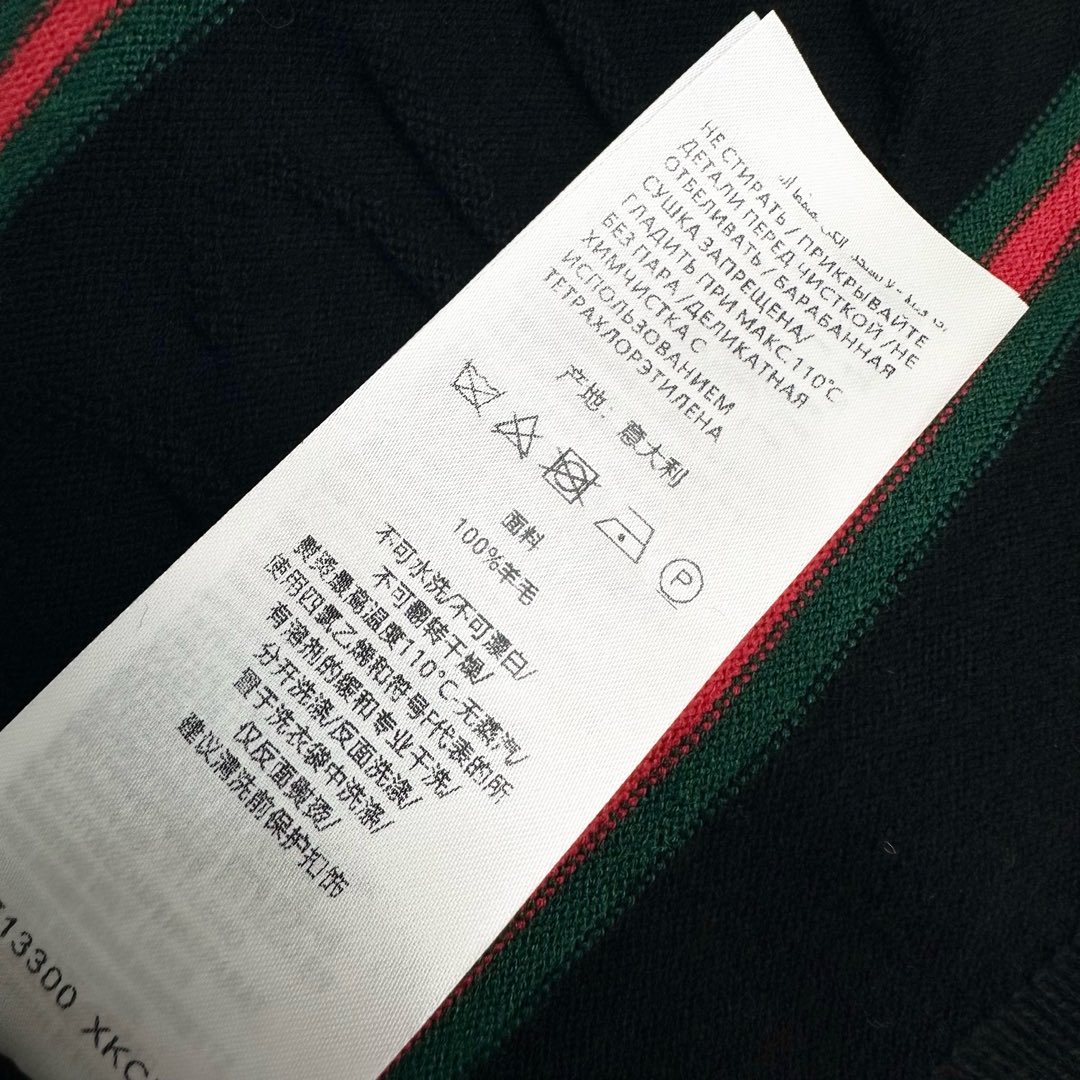 НЕ СТИРАТЬ / ПРИКРЫВАЙТЕ
ДЕТАЛИ ПЕРЕД ЧИСТКОЙ /НЕ
ОТБЕЛИВАТЬ / БАРАБАННАЯ
СУШКА ЗАПРЕЩЕНА/
ГЛАДИТЬ ПРИ МАКС.110°C
БЕЗ ПАРА /ДЕЛИКАТНАЯ
ХИМЧИСТКА С
ИСПОЛЬЗОВАНИЕМ
ТЕТРАХЛОРЭТИЛЕНА
产地: 意大利
P
面料
100%羊毛
不可水洗/不可漂白/
不可翻转干燥/
熨烫最高温度110°C-无蒸汽/
使用四氯乙烯和符号F代表的所
有溶剂的缓和专业干洗/
分开洗涤/反面洗涤/
置于洗衣袋中洗涤/
仅反面熨烫/
建议清洗前保护扣饰
13300 XKC